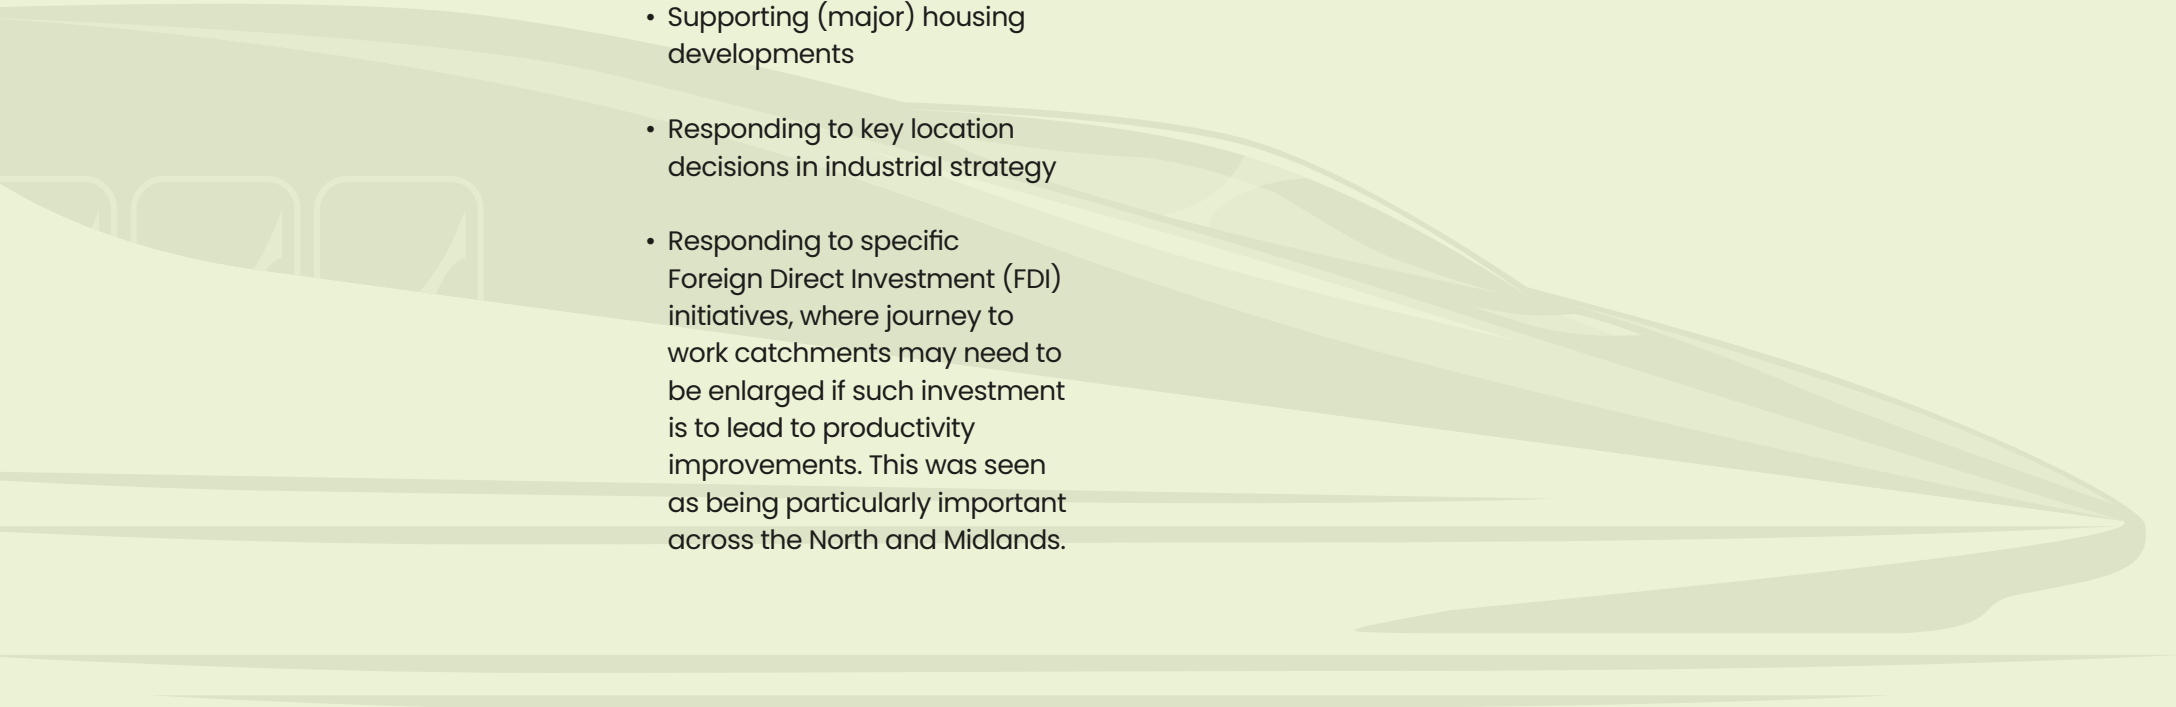 • Supporting (major) housing
developments
• Responding to key location
decisions in industrial strategy
• Responding to specific
Foreign Direct Investment (FDI)
initiatives, where journey to
work catchments may need to
be enlarged if such investment
is to lead to productivity
improvements. This was seen
as being particularly important
across the North and Midlands.